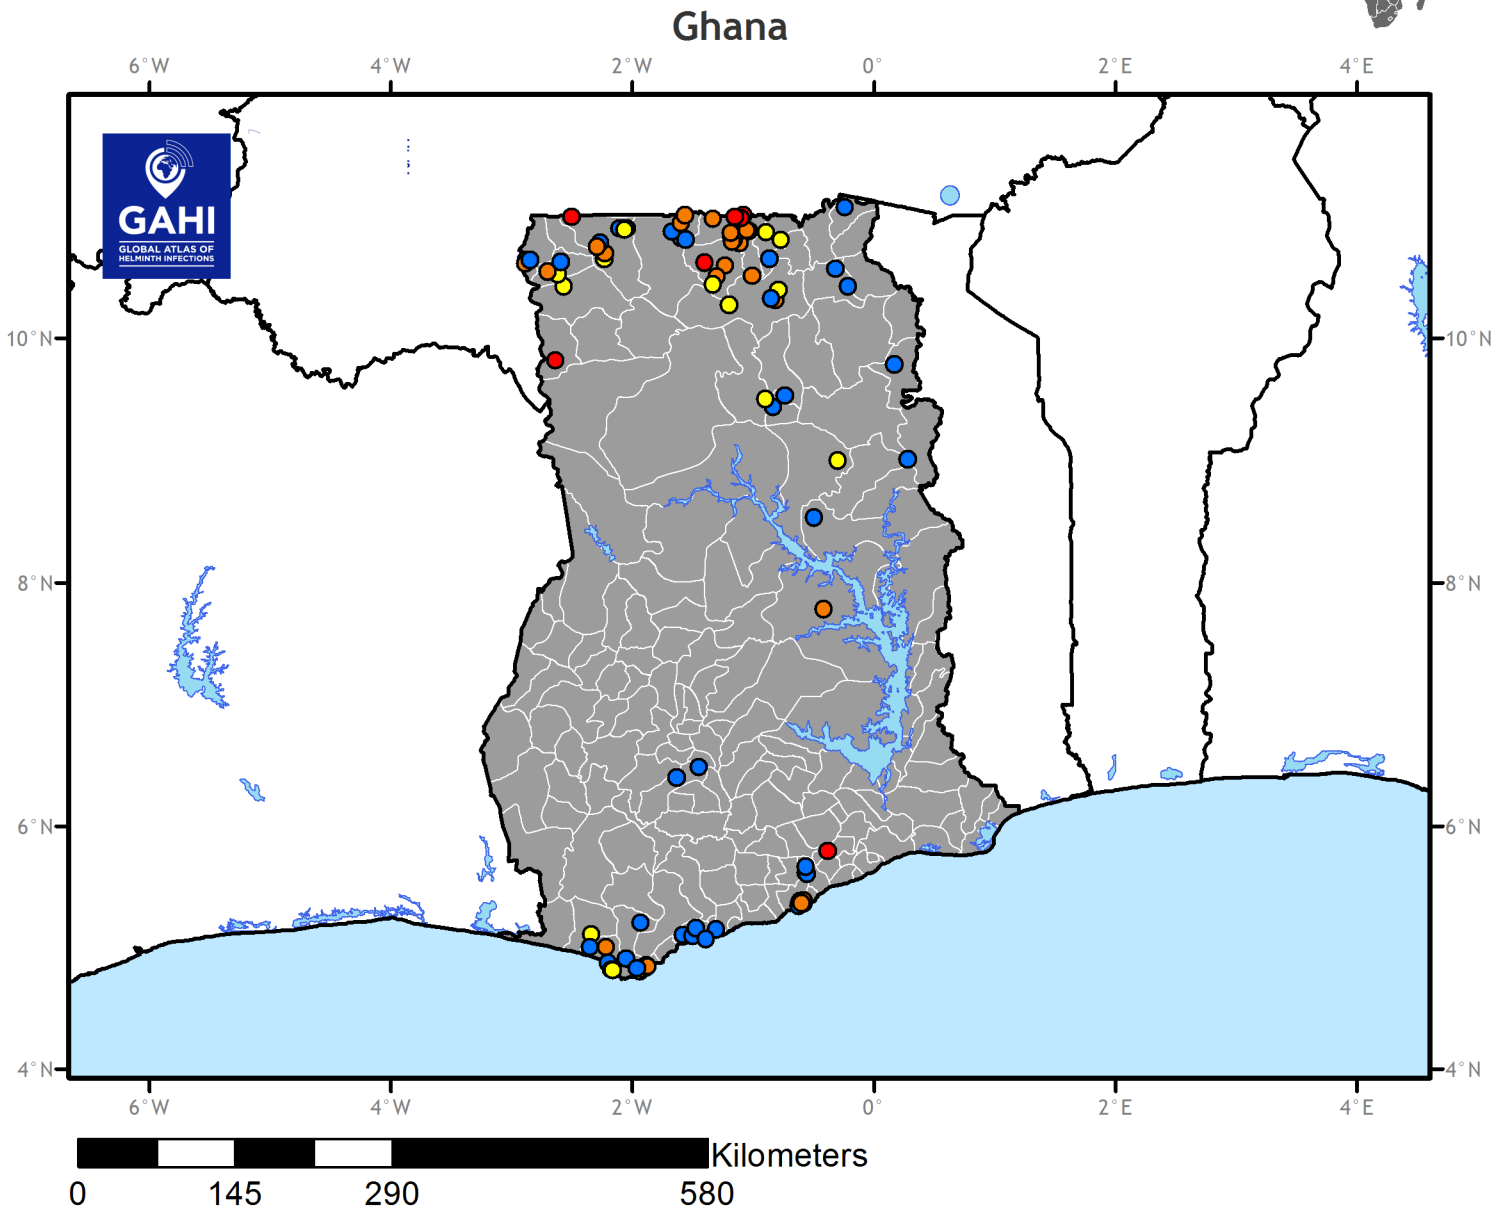 Ghana
6°W 4°W 2°W 0° 2°E 4°E
GAHI
GLOBAL ATLAS OF
HELMINTH INFECTIONS
10°N 10°N
8°N 8°N
6°N 6°N
4°N 4°N
6°W 4°W 2°W 0° 2°E 4°E
Kilometers
0 145 290 580